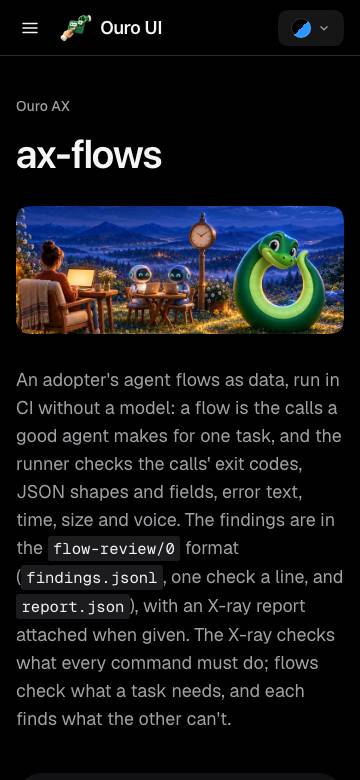 Ouro UI
Ouro AX
ax-flows
An adopter's agent flows as data, run in
CI without a model: a flow is the calls a
good agent makes for one task, and the
runner checks the calls' exit codes,
JSON shapes and fields, error text,
time, size and voice. The findings are in
the flow-review/0 format
(findings.jsonl, one check a line, and
report.json), with an X-ray report
attached when given. The X-ray checks
what every command must do; flows
check what a task needs, and each
finds what the other can't.